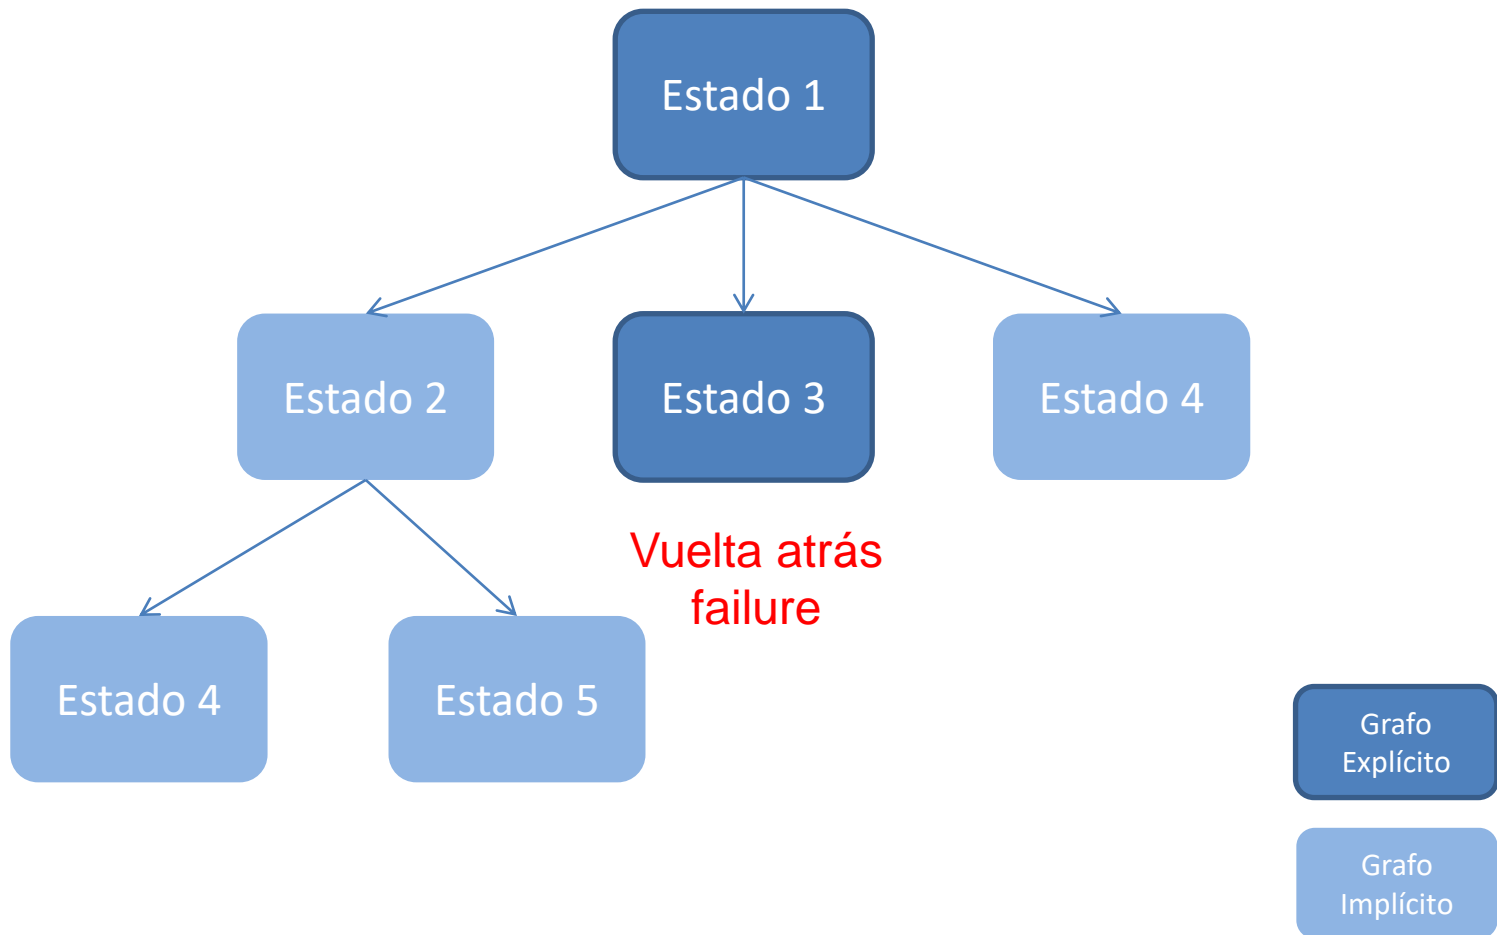 Estado 1
Estado 2
Estado 3
Estado 4
Vuelta atrás
failure
Estado 4
Estado 5
Grafo
Explícito
Grafo
Implícito